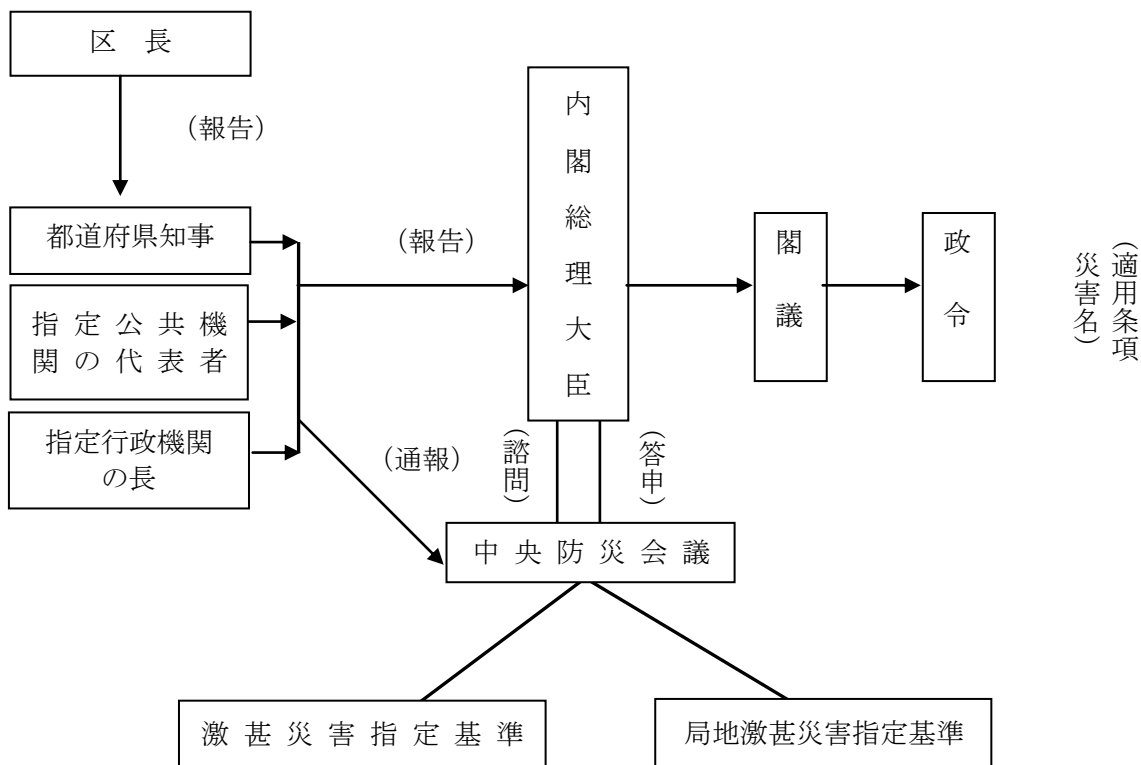 区　長
（報告）
都道府県知事
指定公共機
関の代表者
指定行政機関
の長
（報告）
（通報）
内閣総理大臣
（諮問）
（答申）
閣議
政令
（適用条項
災害名）
中央防災会議
激甚災害指定基準
局地激甚災害指定基準